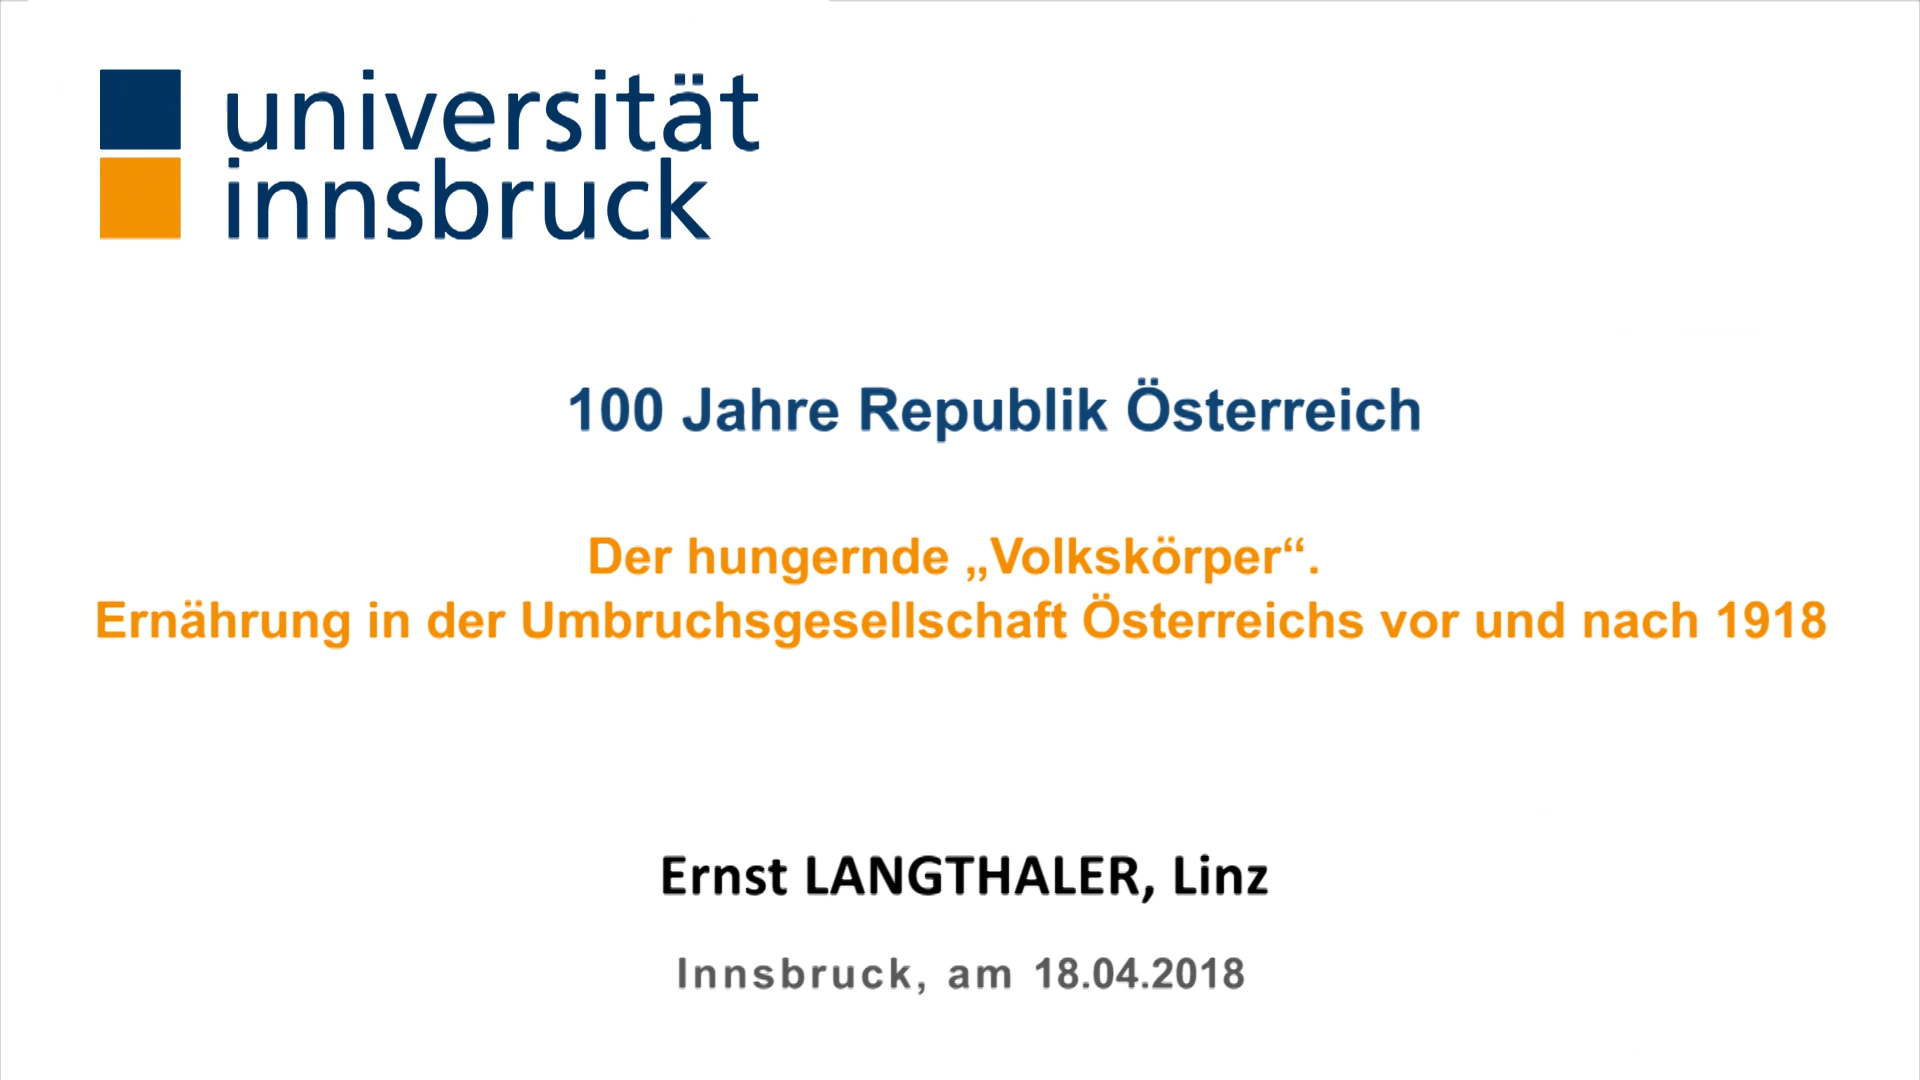 universität
innsbruck
100 Jahre Republik Österreich
Der hungernde „Volkskörper“.
Ernährung in der Umbruchsgesellschaft Österreichs vor und nach 1918
Ernst LANGTHALER, Linz
Innsbruck, am 18.04.2018